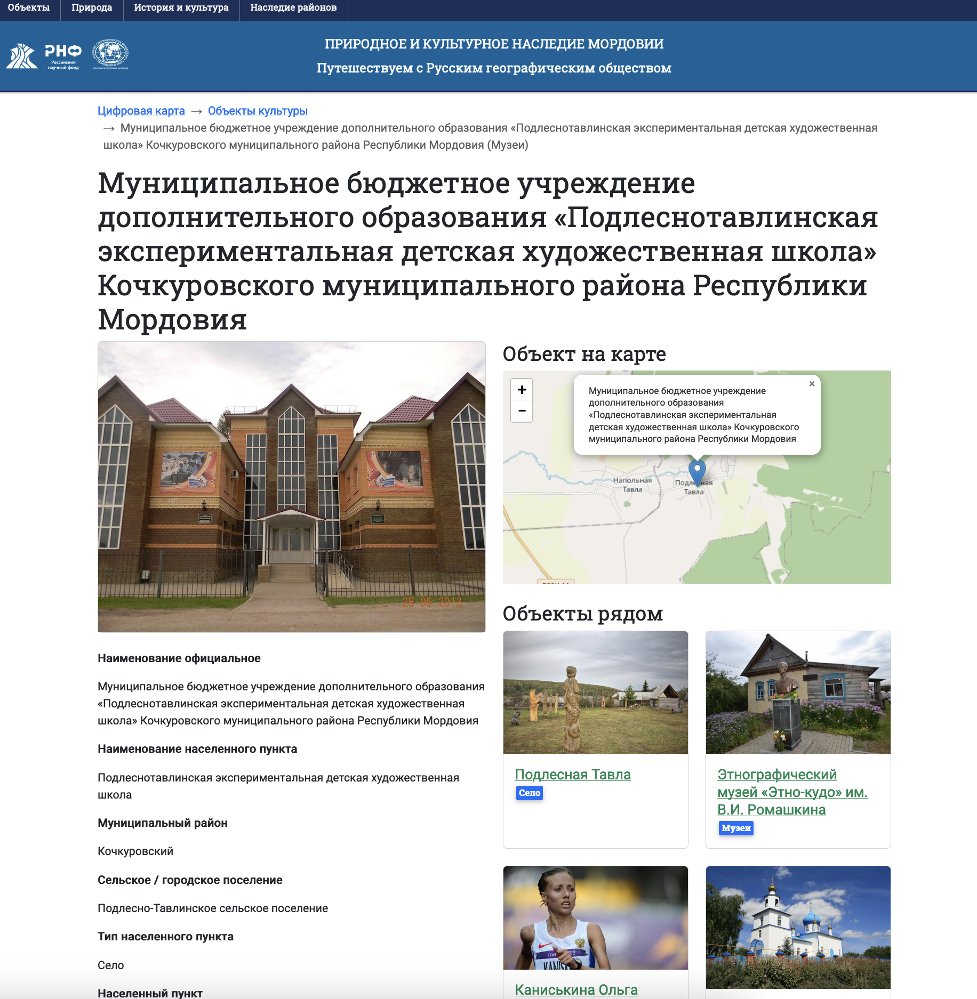 Объекты
Природа
История и культура
Наследие районов
РНФ
Российский
научный фонд
ПРИРОДНОЕ И КУЛЬТУРНОЕ НАСЛЕДИЕ МОРДОВИИ
Путешествуем с Русским географическим обществом
Цифровая карта → Объекты культуры
→ Муниципальное бюджетное учреждение дополнительного образования «Подлеснотавлинская экспериментальная детская художественная
школа» Кочкуровского муниципального района Республики Мордовия (Музеи)
Муниципальное бюджетное учреждение
дополнительного образования «Подлеснотавлинская
экспериментальная детская художественная школа»
Кочкуровского муниципального района Республики
Мордовия
28.05.2013
Наименование официальное
Муниципальное бюджетное учреждение дополнительного образования
«Подлеснотавлинская экспериментальная детская художественная
школа» Кочкуровского муниципального района Республики Мордовия
Наименование населенного пункта
Подлеснотавлинская экспериментальная детская художественная
школа
Муниципальный район
Кочкуровский
Сельское / городское поселение
Подлесно-Тавлинское сельское поселение
Тип населенного пункта
Село
Населенный пункт
Объект на карте
+
−
×
Муниципальное бюджетное учреждение
дополнительного образования
«Подлеснотавлинская экспериментальная
детская художественная школа» Кочкуровского
муниципального района Республики Мордовия
Напольная
Тавла
Тавла
Объекты рядом
Подлесная Тавла
Село
Этнографический
музей «Этно-кудо» им.
В.И. Ромашкина
Музеи
Каниськина Ольга